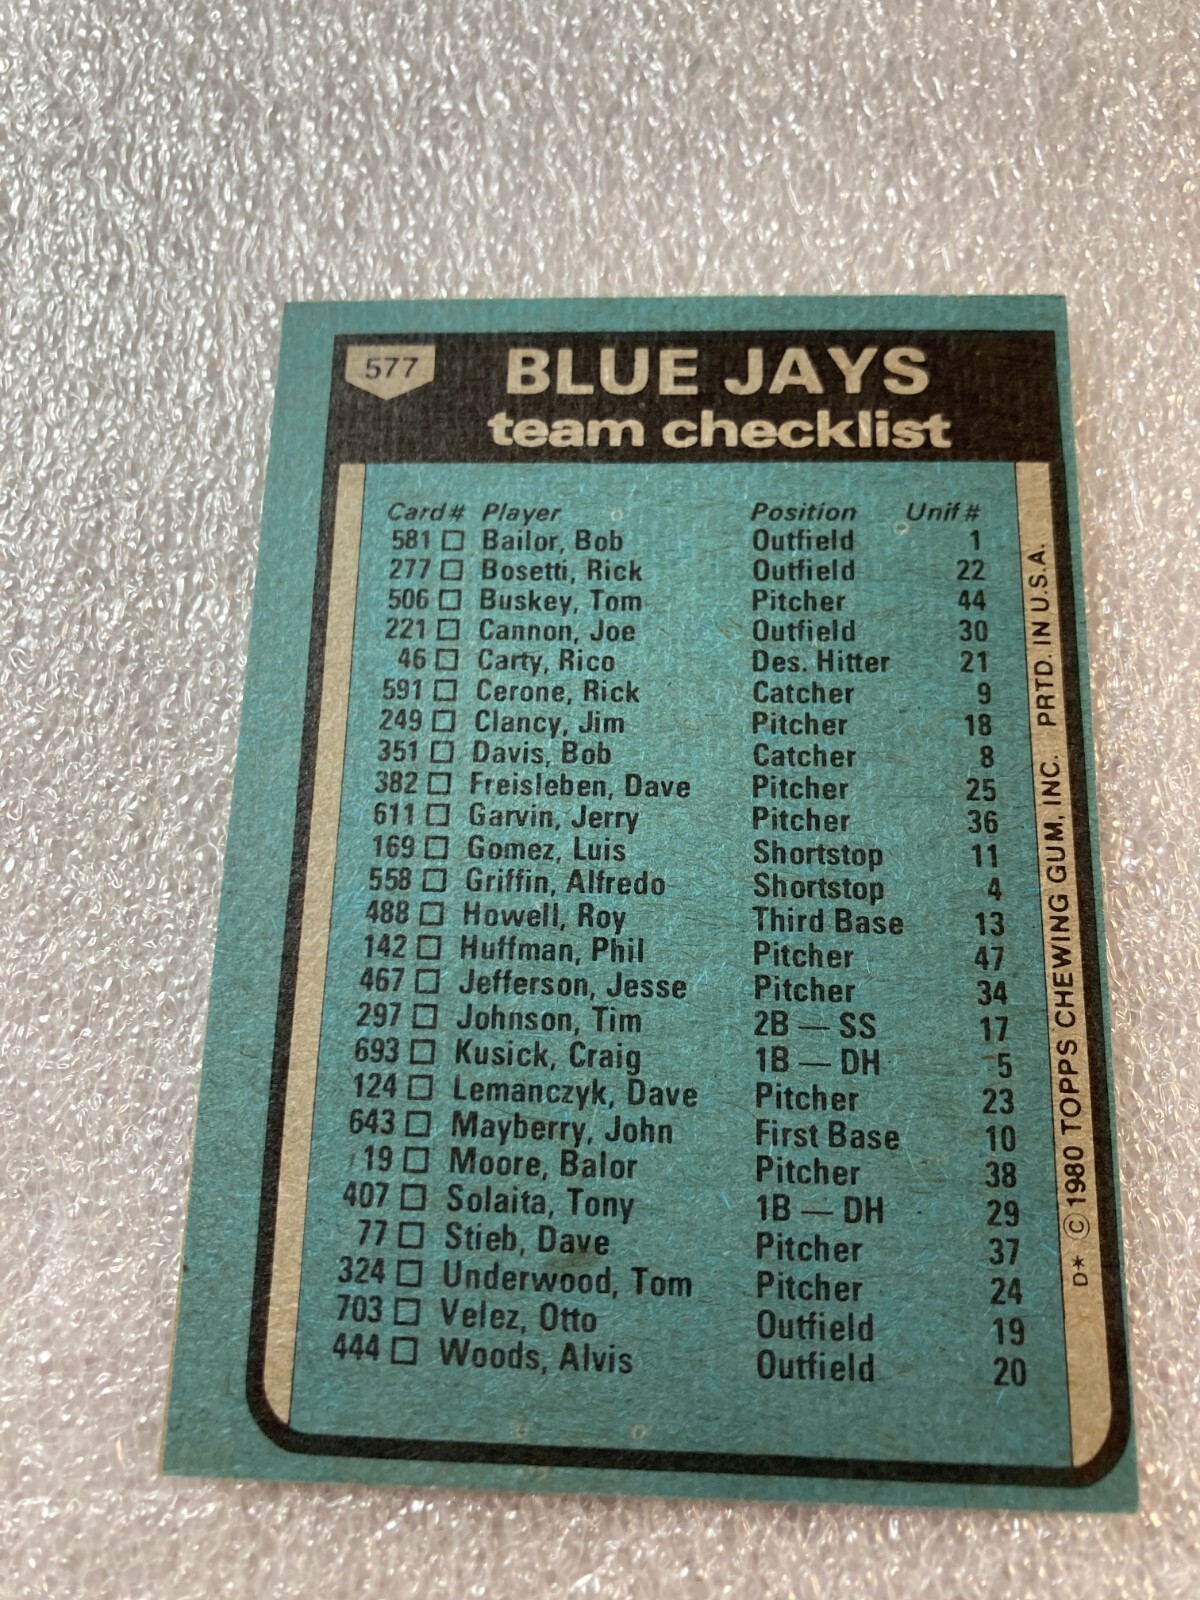 577
BLUE JAYS
team checklist
Card # Player Position Unif #
581 □ Bailor, Bob Outfield 1
277 □ Bosetti, Rick Outfield 22
506 □ Buskey, Tom Pitcher 44
221 □ Cannon, Joe Outfield 30
46 □ Carty, Rico Des. Hitter 21
591 □ Cerone, Rick Catcher 9
249 □ Clancy, Jim Pitcher 18
351 □ Davis, Bob Catcher 8
382 □ Freisleben, Dave Pitcher 25
611 □ Garvin, Jerry Pitcher 36
169 □ Gomez, Luis Shortstop 11
558 □ Griffin, Alfredo Shortstop 4
488 □ Howell, Roy Third Base 13
142 □ Huffman, Phil Pitcher 47
467 □ Jefferson, Jesse Pitcher 34
297 □ Johnson, Tim 2B — SS 17
693 □ Kusick, Craig 1B — DH 5
124 □ Lemanczyk, Dave Pitcher 23
643 □ Mayberry, John First Base 10
19 □ Moore, Balor Pitcher 38
407 □ Solaita, Tony 1B — DH 29
77 □ Stieb, Dave Pitcher 37
324 □ Underwood, Tom Pitcher 24
703 □ Velez, Otto Outfield 19
444 □ Woods, Alvis Outfield 20
D* © 1980 TOPPS CHEWING GUM, INC. PRTD. IN U.S.A.